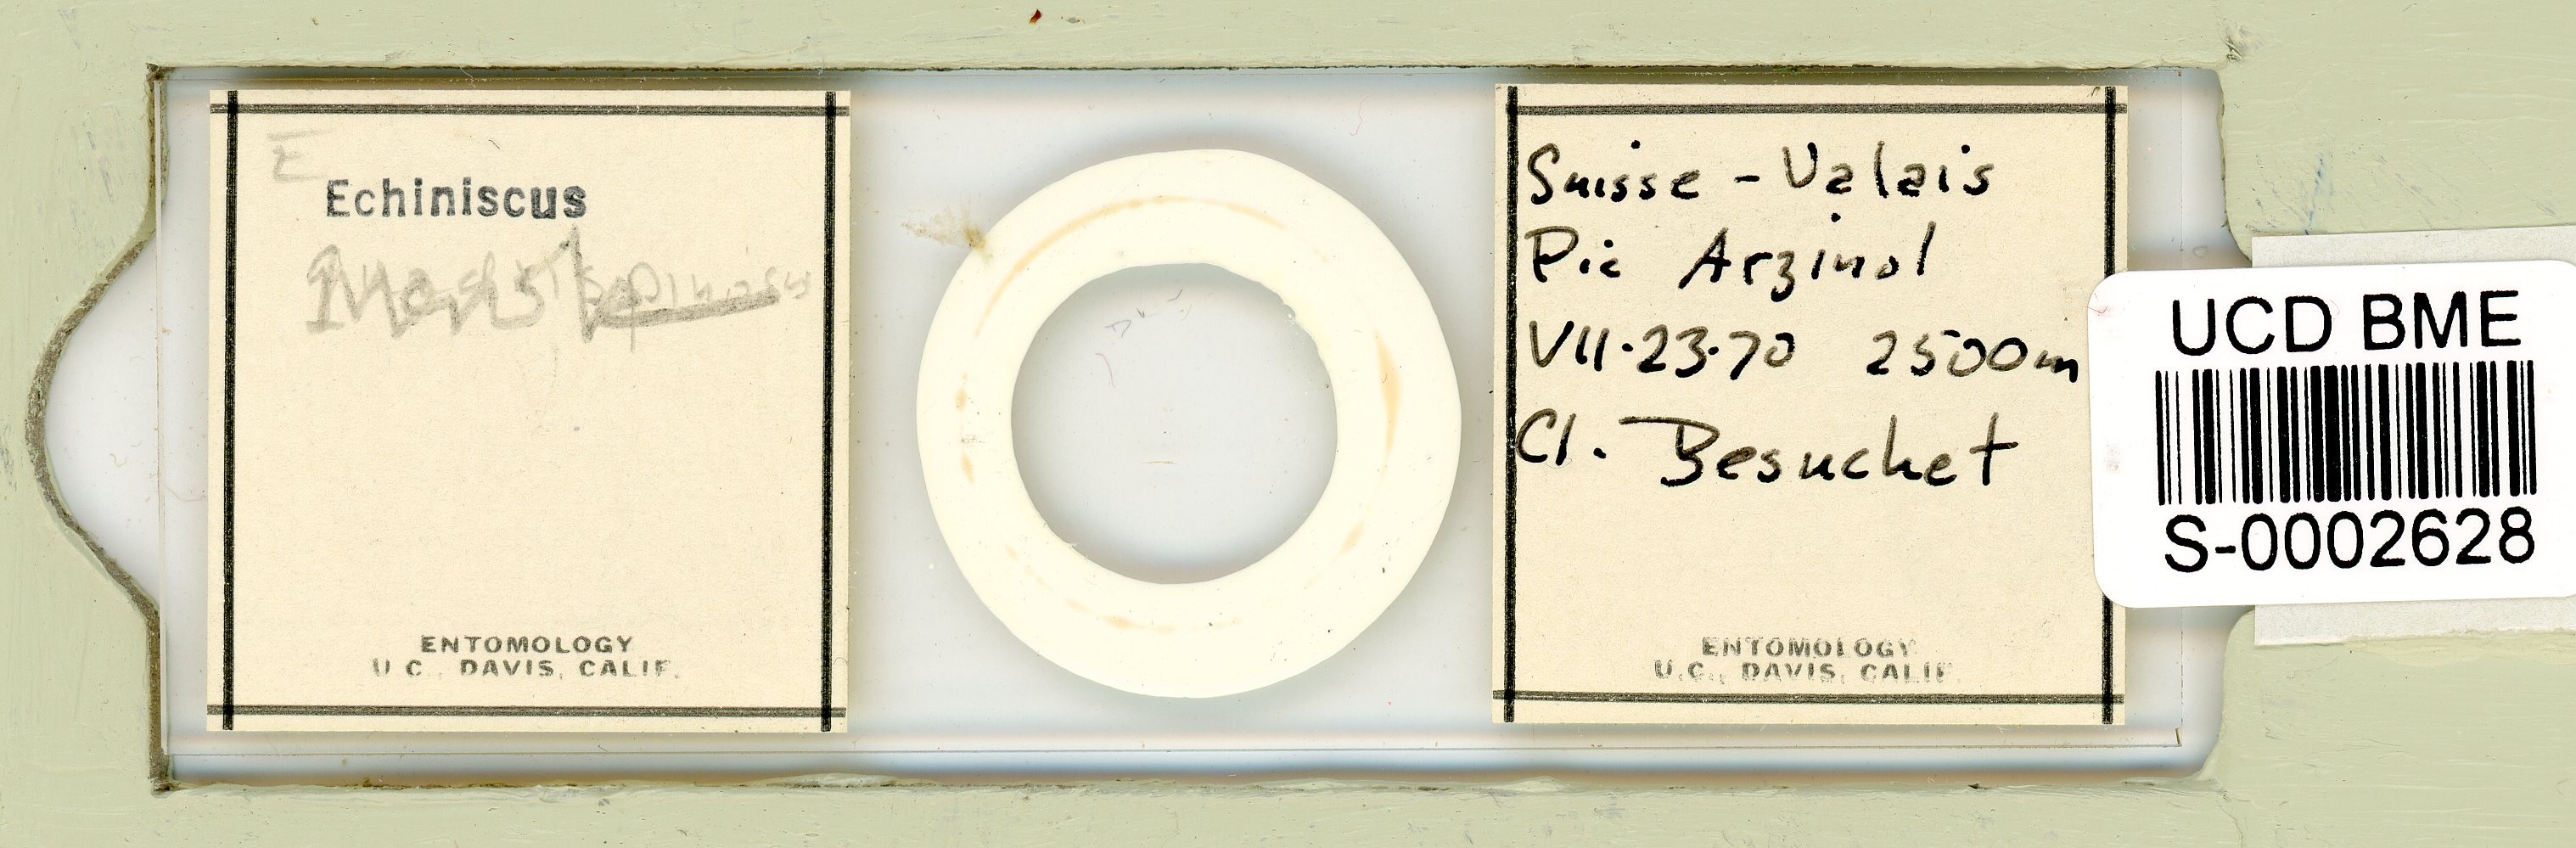 E
Echiniscus
ENTOMOLOGY
U.C. DAVIS, CALIF.
Suisse - Valais
Pic Arzinol
VII-23-70 2500m
Cl. Besuchet
ENTOMOLOGY
U.C., DAVIS, CALIF.
UCD BME
S-0002628